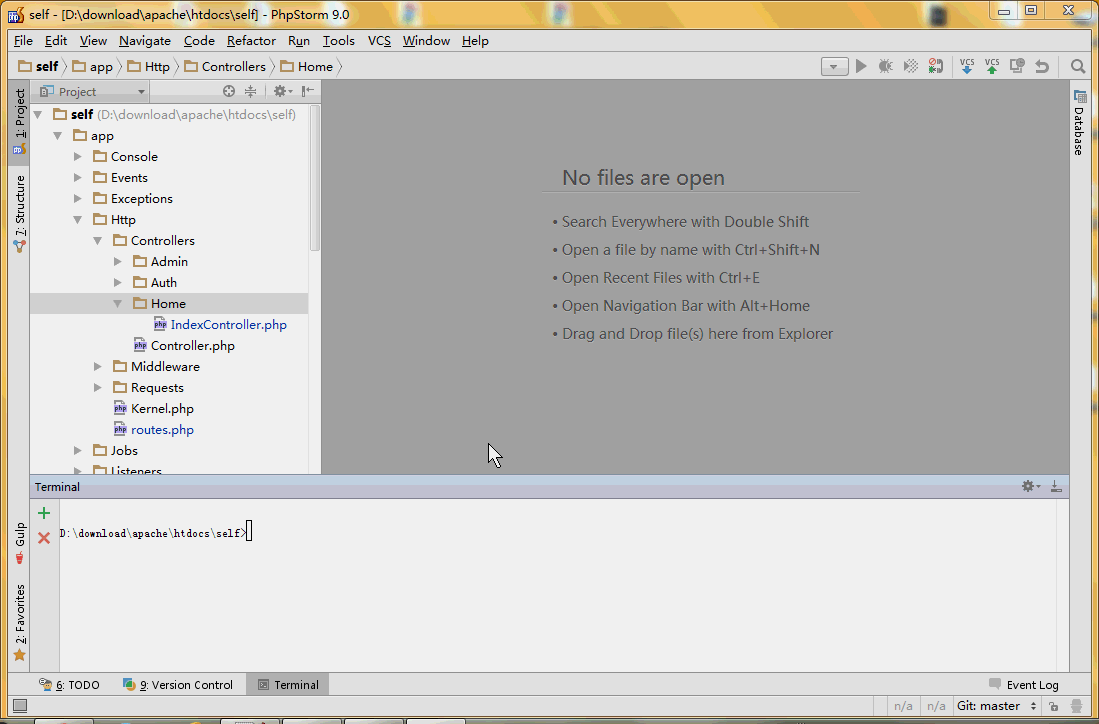 self - [D:\download\apache\htdocs\self] - PhpStorm 9.0
File Edit View Navigate Code Refactor Run Tools VCS Window Help
self app Http Controllers Home
VCS VCS
1: Project
7: Structure
Gulp
2: Favorites
Project
self (D:\download\apache\htdocs\self)
app
Console
Events
Exceptions
Http
Controllers
Admin
Auth
Home
IndexController.php
Controller.php
Middleware
Requests
Kernel.php
routes.php
Jobs
Listeners
No files are open
• Search Everywhere with Double Shift
• Open a file by name with Ctrl+Shift+N
• Open Recent Files with Ctrl+E
• Open Navigation Bar with Alt+Home
• Drag and Drop file(s) here from Explorer
Database
Terminal
D:\download\apache\htdocs\self>
6: TODO 9: Version Control Terminal Event Log
n/a n/a Git: master